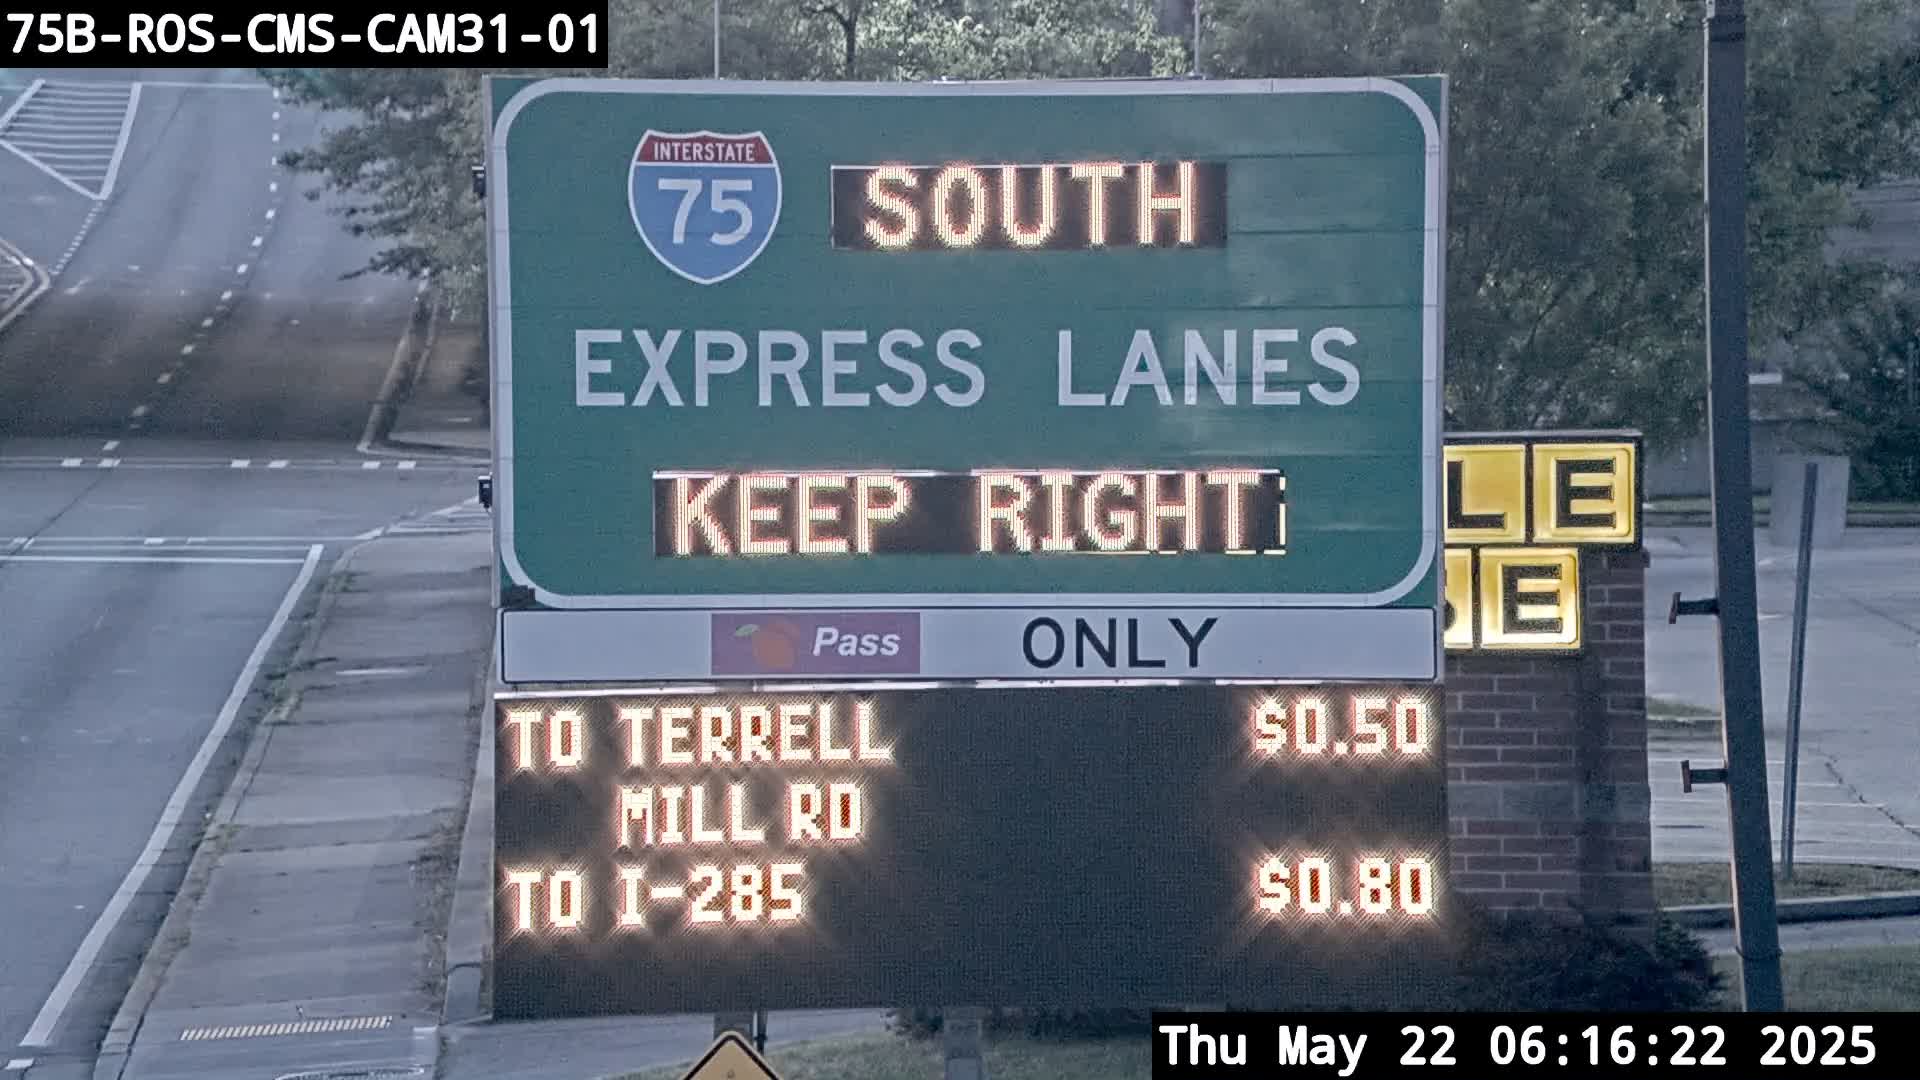 75B-ROS-CMS-CAM31-01
INTERSTATE
75
SOUTH
EXPRESS LANES
KEEP RIGHT
Pass ONLY
LE
E
TO TERRELL $0.50
MILL RD
TO I-285 $0.80
Thu May 22 06:16:22 2025